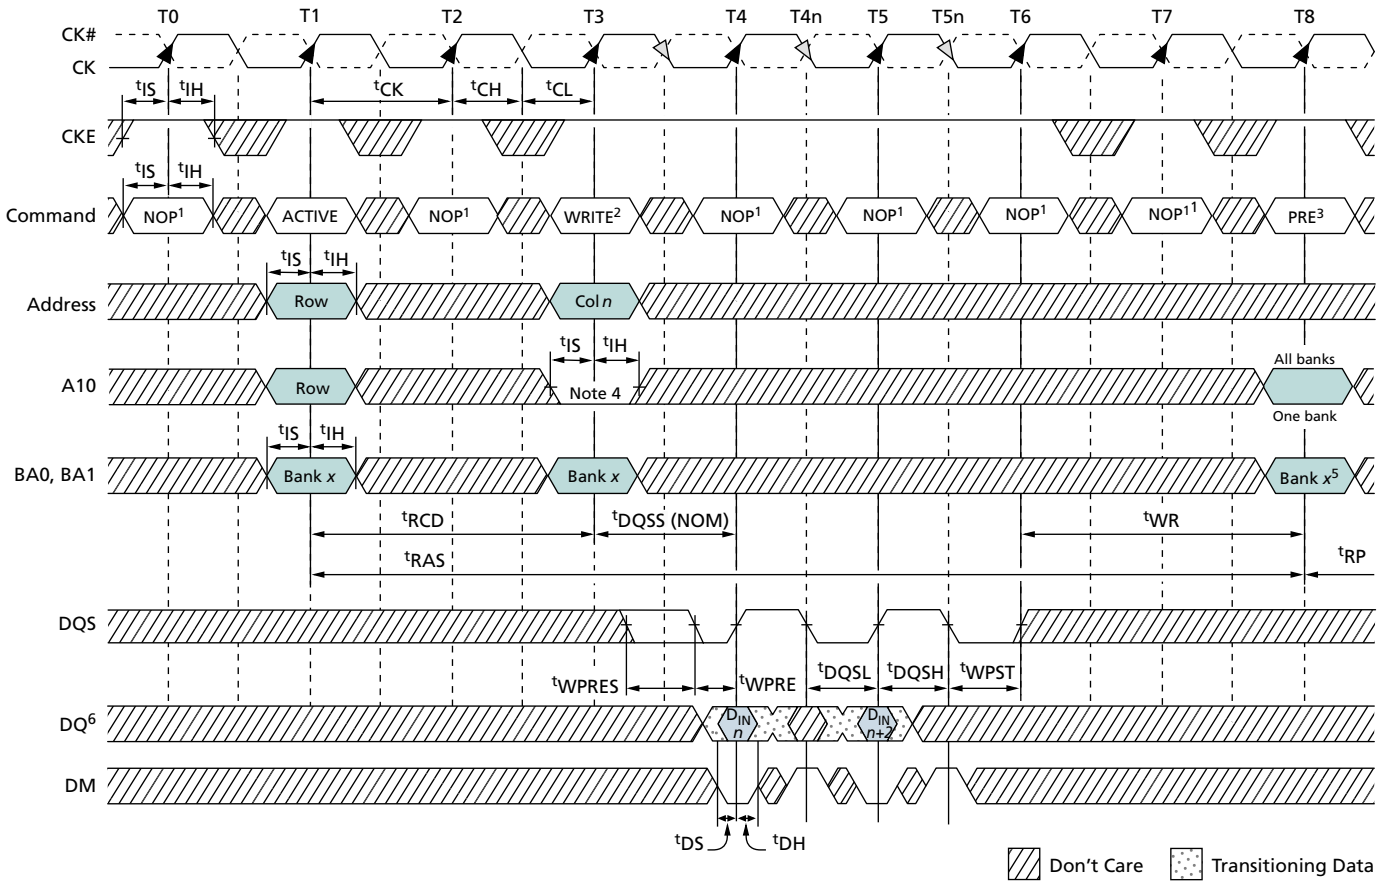 T0 T1 T2 T3 T4 T4n T5 T5n T6 T7 T8
CK#
CK
tIS tIH tCK tCH tCL
CKE
tIS tIH
Command NOP1 ACTIVE NOP1 WRITE2 NOP1 NOP1 NOP1 NOP11 PRE3
tIS tIH
Address Row Col n
tIS tIH
All banks
A10 Row Note 4
One bank
tIS tIH
BA0, BA1 Bank x Bank x Bank x5
tRCD tDQSS (NOM) tWR
tRAS tRP
DQS
tWPRES tWPRE tDQSL tDQSH tWPST
DQ6 DIN DIN
n n+2
DM
tDS tDH
Don't Care Transitioning Data